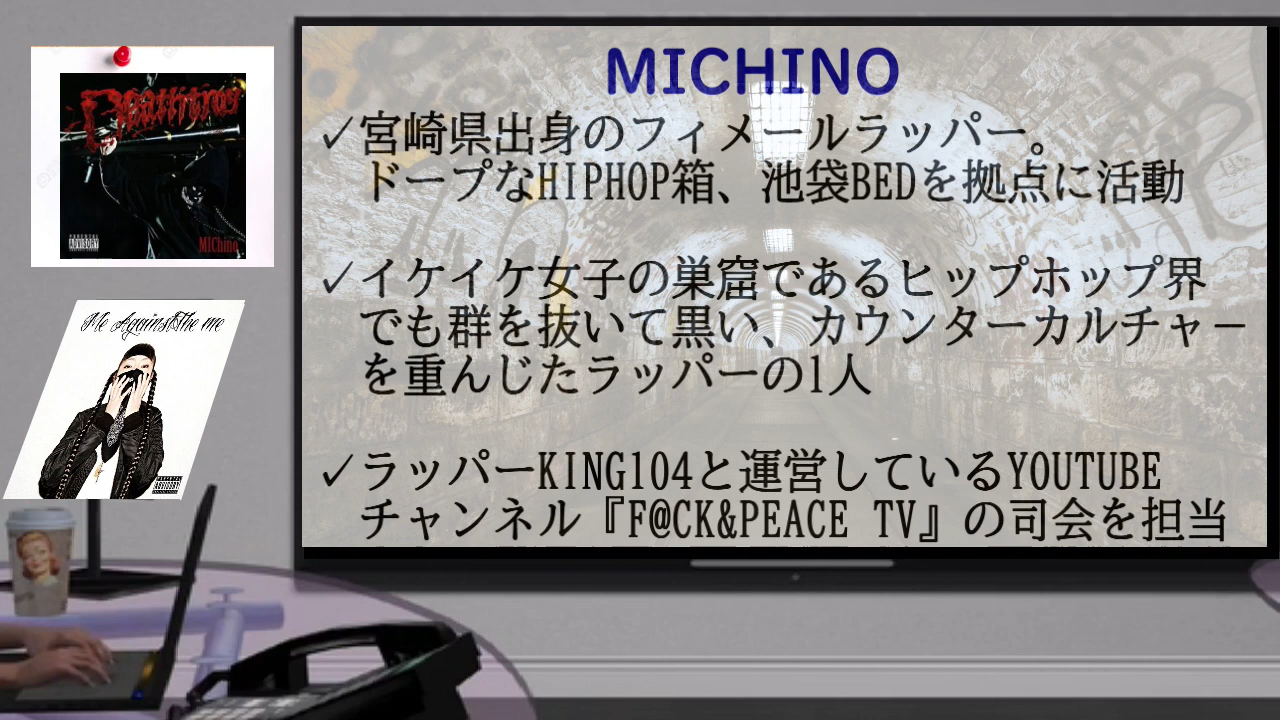 MICHINO
✓宮崎県出身のフィメールラッパー。
ドープなHIPHOP箱、池袋BEDを拠点に活動
✓イケイケ女子の巣窟であるヒップホップ界
でも群を抜いて黒い、カウンターカルチャー
を重んじたラッパーの1人
✓ラッパーKING104と運営しているYOUTUBE
チャンネル『F@CK&PEACE TV』の司会を担当
MIChino
PARENTAL
ADVISORY
Me Against The me